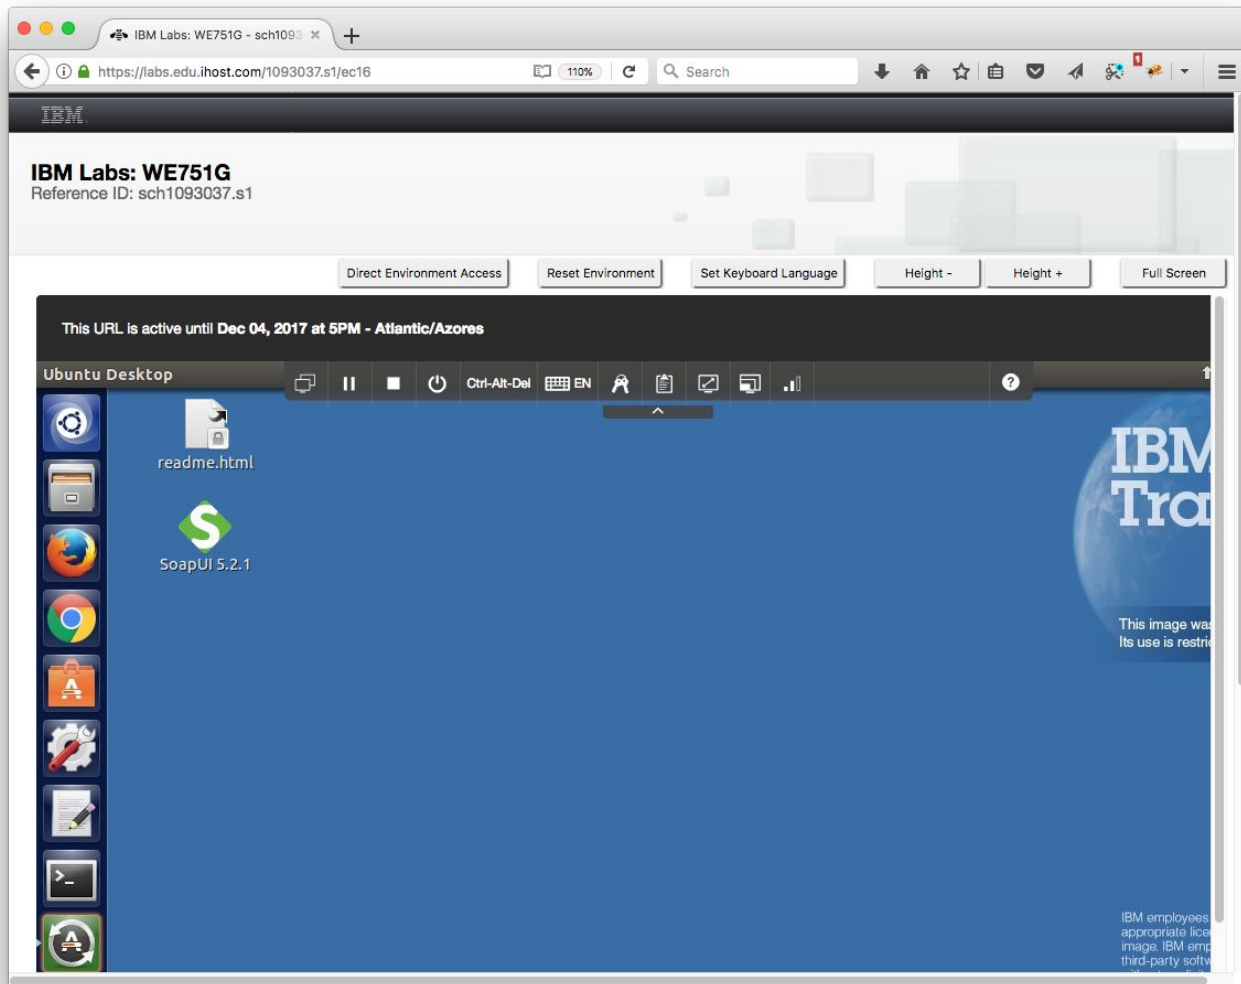 IBM Labs: WE751G - sch1093
https://labs.edu.ihost.com/1093037.s1/ec16
110%
Search
1
IBM
IBM Labs: WE751G
Reference ID: sch1093037.s1
Direct Environment Access
Reset Environment
Set Keyboard Language
Height -
Height +
Full Screen
This URL is active until Dec 04, 2017 at 5PM - Atlantic/Azores
Ubuntu Desktop
Ctrl-Alt-Del
EN
readme.html
SoapUI 5.2.1
IBM
Tra
This image was
Its use is restri
IBM employees
appropriate lice
image. IBM emp
third-party softw